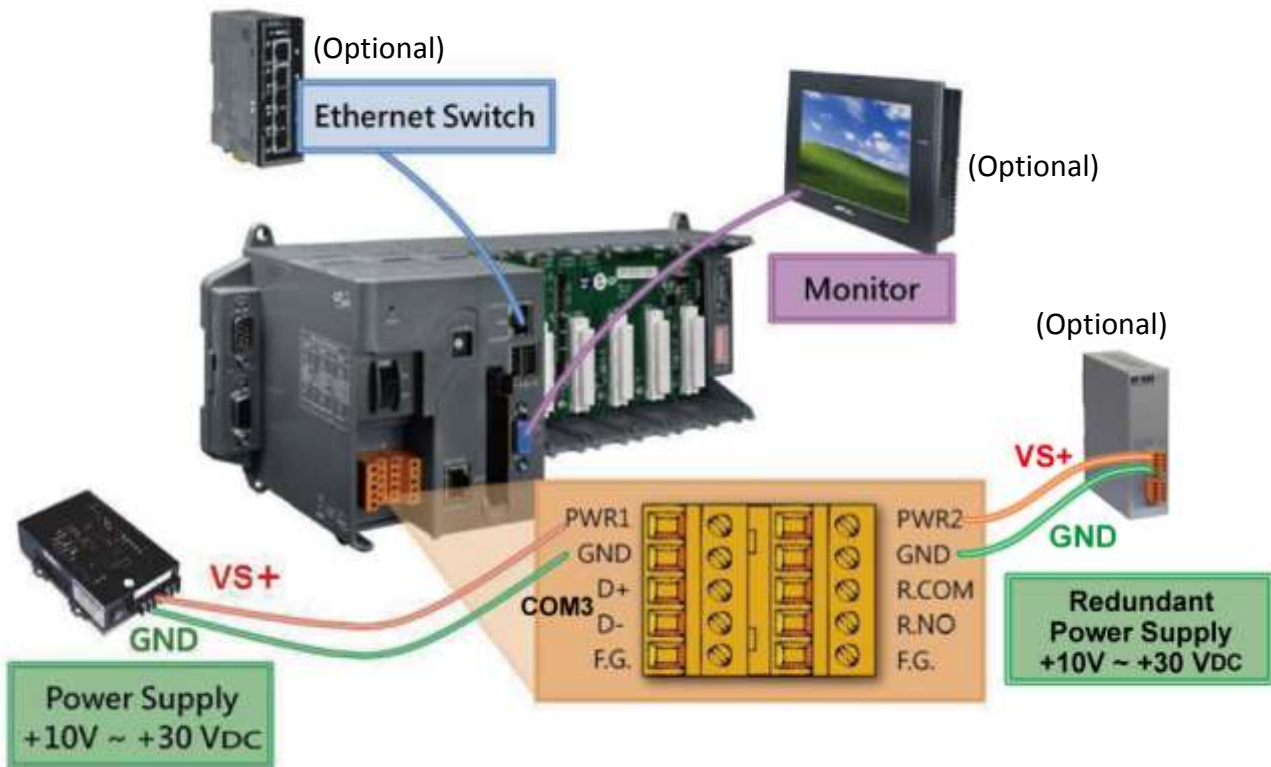 (Optional)
Ethernet Switch
(Optional)
Monitor
(Optional)
VS+
GND
PWR1
GND
D+
COM3
D-
F.G.
PWR2
GND
R.COM
R.NO
F.G.
VS+
GND
Power Supply
+10V ~ +30 VDC
Redundant
Power Supply
+10V ~ +30 VDC